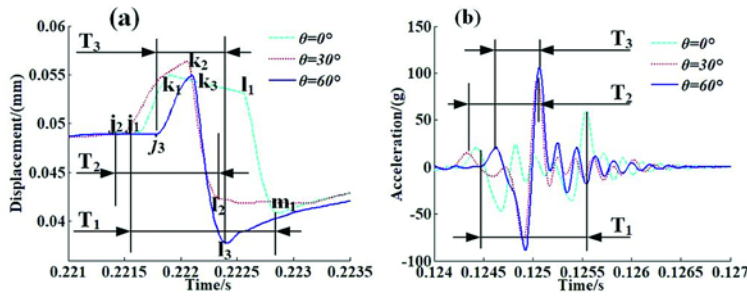 (a)
T3
θ=0°
θ=30°
θ=60°
k2
k1
k3
l1
j2
j1
j3
T2
l2
m1
T1
l3
0.06
0.055
0.05
0.045
0.04
0.221
0.2215
0.222
0.2225
0.223
0.2235
Displacement/(mm)
Time/s
(b)
T3
θ=0°
θ=30°
θ=60°
T2
T1
150
100
50
0
-50
-100
0.124
0.1245
0.125
0.1255
0.126
0.1265
0.127
Acceleration/(g)
Time/s